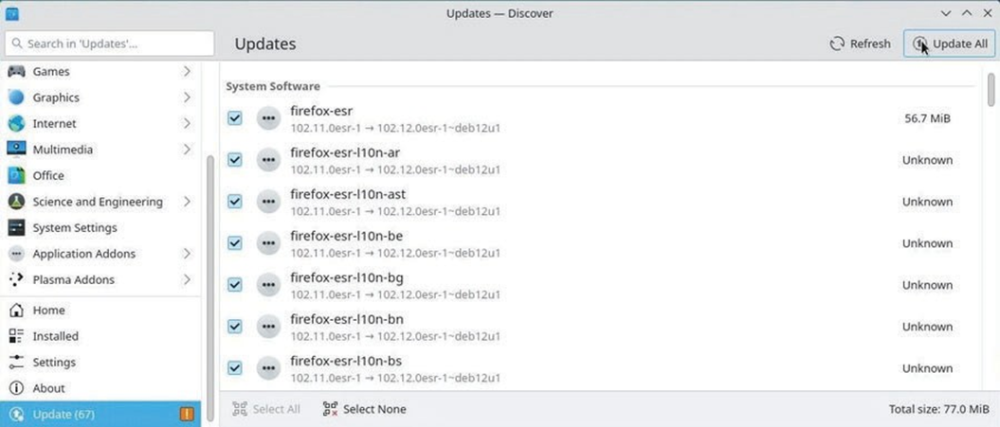 Updates — Discover
Search in 'Updates'...
Updates
Refresh
Update All
Games
Graphics
Internet
Multimedia
Office
Science and Engineering
System Settings
Application Addons
Plasma Addons
Home
Installed
Settings
About
Update (67)
System Software
firefox-esr
102.11.0esr-1 → 102.12.0esr-1~deb12u1
56.7 MiB
firefox-esr-l10n-ar
102.11.0esr-1 → 102.12.0esr-1~deb12u1
Unknown
firefox-esr-l10n-ast
102.11.0esr-1 → 102.12.0esr-1~deb12u1
Unknown
firefox-esr-l10n-be
102.11.0esr-1 → 102.12.0esr-1~deb12u1
Unknown
firefox-esr-l10n-bg
102.11.0esr-1 → 102.12.0esr-1~deb12u1
Unknown
firefox-esr-l10n-bn
102.11.0esr-1 → 102.12.0esr-1~deb12u1
Unknown
firefox-esr-l10n-bs
102.11.0esr-1 → 102.12.0esr-1~deb12u1
Unknown
Select All
Select None
Total size: 77.0 MiB